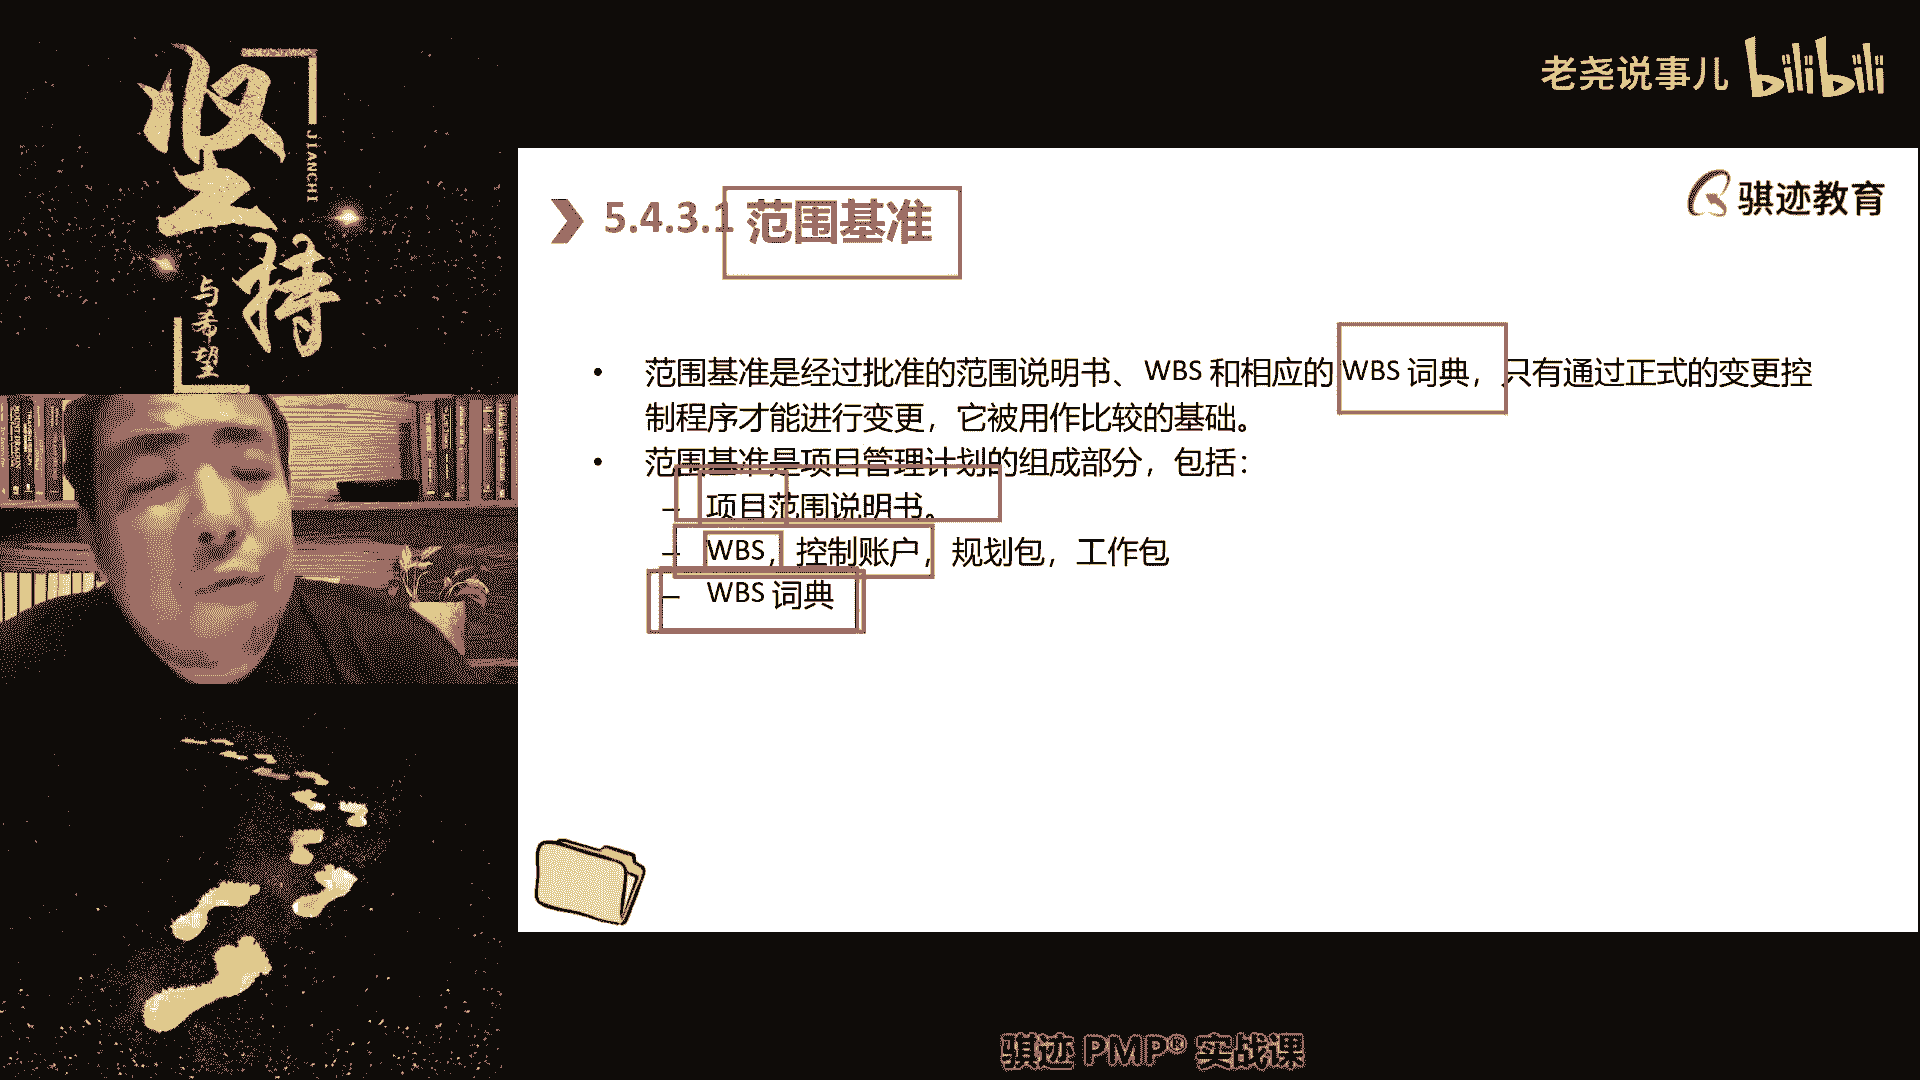 坚持
JIANCHI
与希望
老尧说事儿 bilibili
骐迹教育
5.4.3.1 范围基准
• 范围基准是经过批准的范围说明书、WBS 和相应的 WBS 词典，只有通过正式的变更控
制程序才能进行变更，它被用作比较的基础。
• 范围基准是项目管理计划的组成部分，包括：
– 项目范围说明书。
– WBS，控制账户，规划包，工作包
– WBS 词典
骐迹 PMP® 实战课